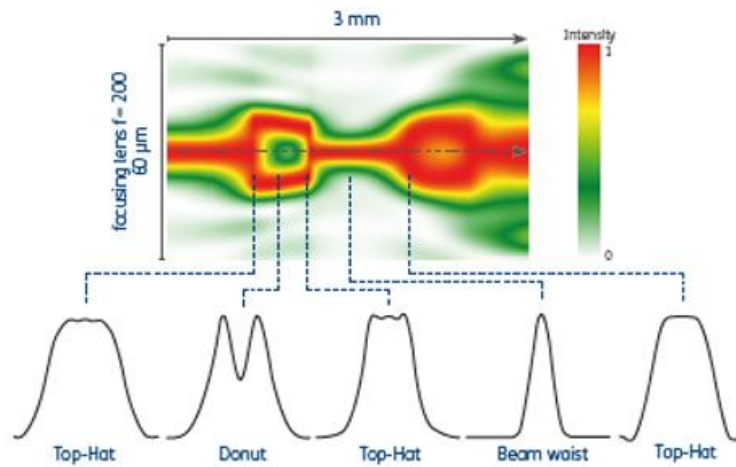 3 mm
Intensity
1
focusing lens f = 200
60 µm
0
Top-Hat
Donut
Top-Hat
Beam waist
Top-Hat